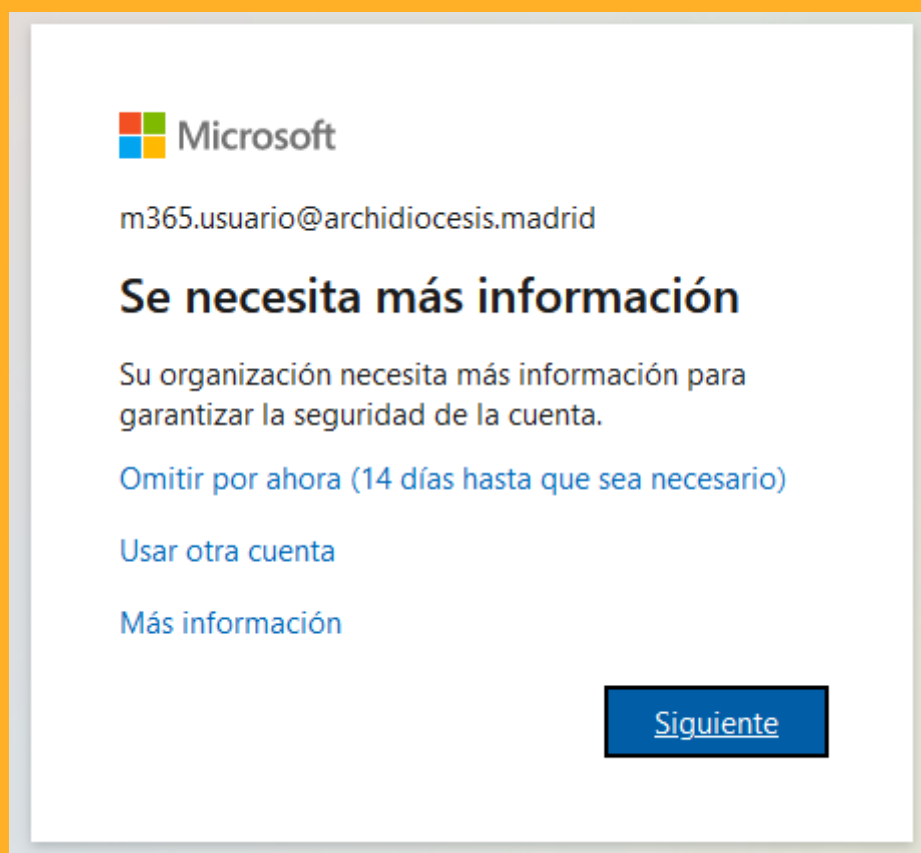 Microsoft
m365.usuario@archidiocesis.madrid
Se necesita más información
Su organización necesita más información para
garantizar la seguridad de la cuenta.
Omitir por ahora (14 días hasta que sea necesario)
Usar otra cuenta
Más información
Siguiente